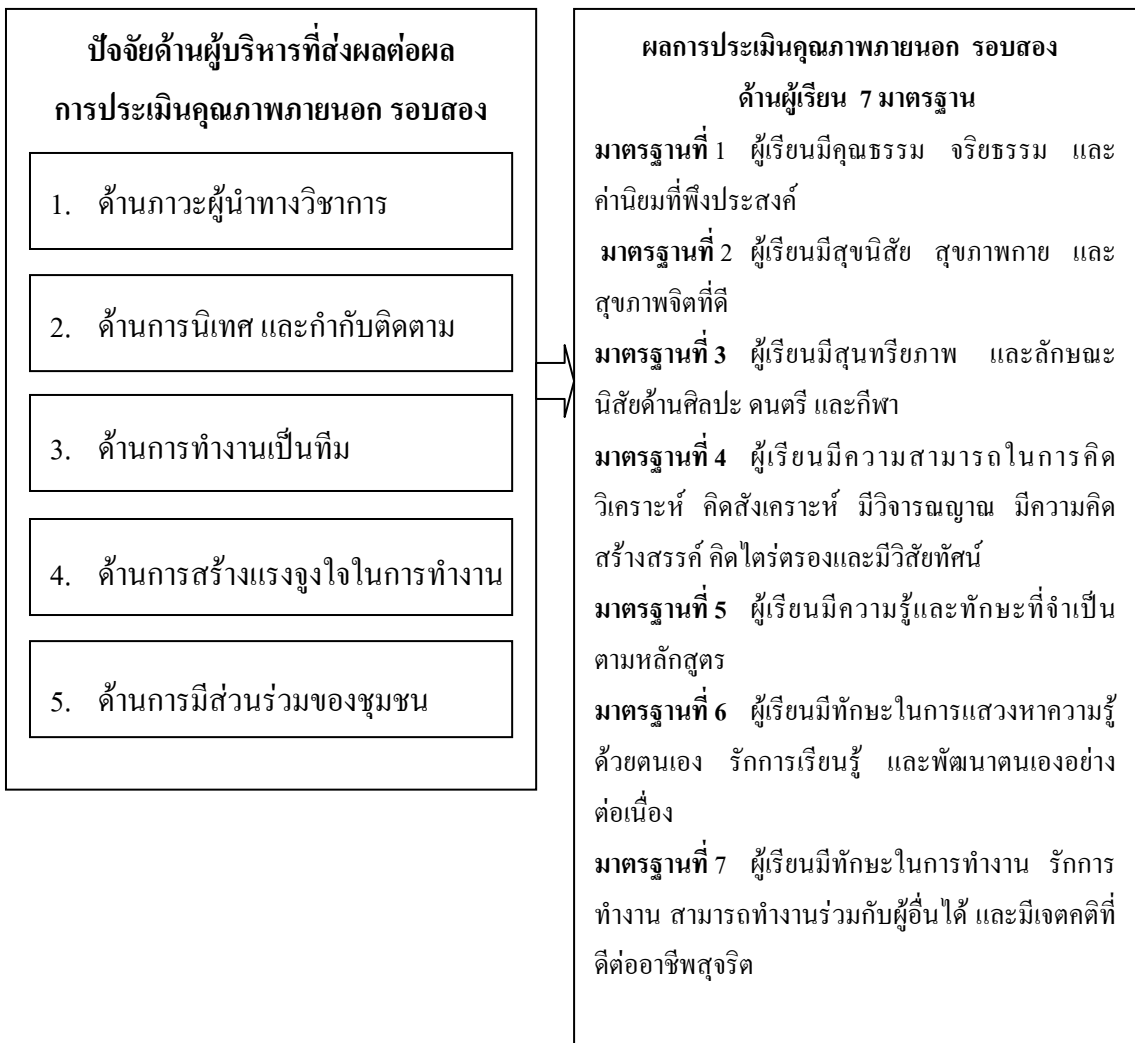 ปัจจัยด้านผู้บริหารที่ส่งผลต่อผล
การประเมินคุณภาพภายนอก รอบสอง
1. ด้านภาวะผู้นำทางวิชาการ
2. ด้านการนิเทศ และกำกับติดตาม
3. ด้านการทำงานเป็นทีม
4. ด้านการสร้างแรงจูงใจในการทำงาน
5. ด้านการมีส่วนร่วมของชุมชน
ผลการประเมินคุณภาพภายนอก รอบสอง
ด้านผู้เรียน 7 มาตรฐาน
มาตรฐานที่ 1 ผู้เรียนมีคุณธรรม จริยธรรม และ
ค่านิยมที่พึงประสงค์
มาตรฐานที่ 2 ผู้เรียนมีสุขนิสัย สุขภาพกาย และ
สุขภาพจิตที่ดี
มาตรฐานที่ 3 ผู้เรียนมีสุนทรียภาพ และลักษณะ
นิสัยด้านศิลปะ ดนตรี และกีฬา
มาตรฐานที่ 4 ผู้เรียนมีความสามารถในการคิด
วิเคราะห์ คิดสังเคราะห์ มีวิจารณญาณ มีความคิด
สร้างสรรค์ คิดไตร่ตรองและมีวิสัยทัศน์
มาตรฐานที่ 5 ผู้เรียนมีความรู้และทักษะที่จำเป็น
ตามหลักสูตร
มาตรฐานที่ 6 ผู้เรียนมีทักษะในการแสวงหาความรู้
ด้วยตนเอง รักการเรียนรู้ และพัฒนาตนเองอย่าง
ต่อเนื่อง
มาตรฐานที่ 7 ผู้เรียนมีทักษะในการทำงาน รักการ
ทำงาน สามารถทำงานร่วมกับผู้อื่นได้ และมีเจตคติที่
ดีต่ออาชีพสุจริต